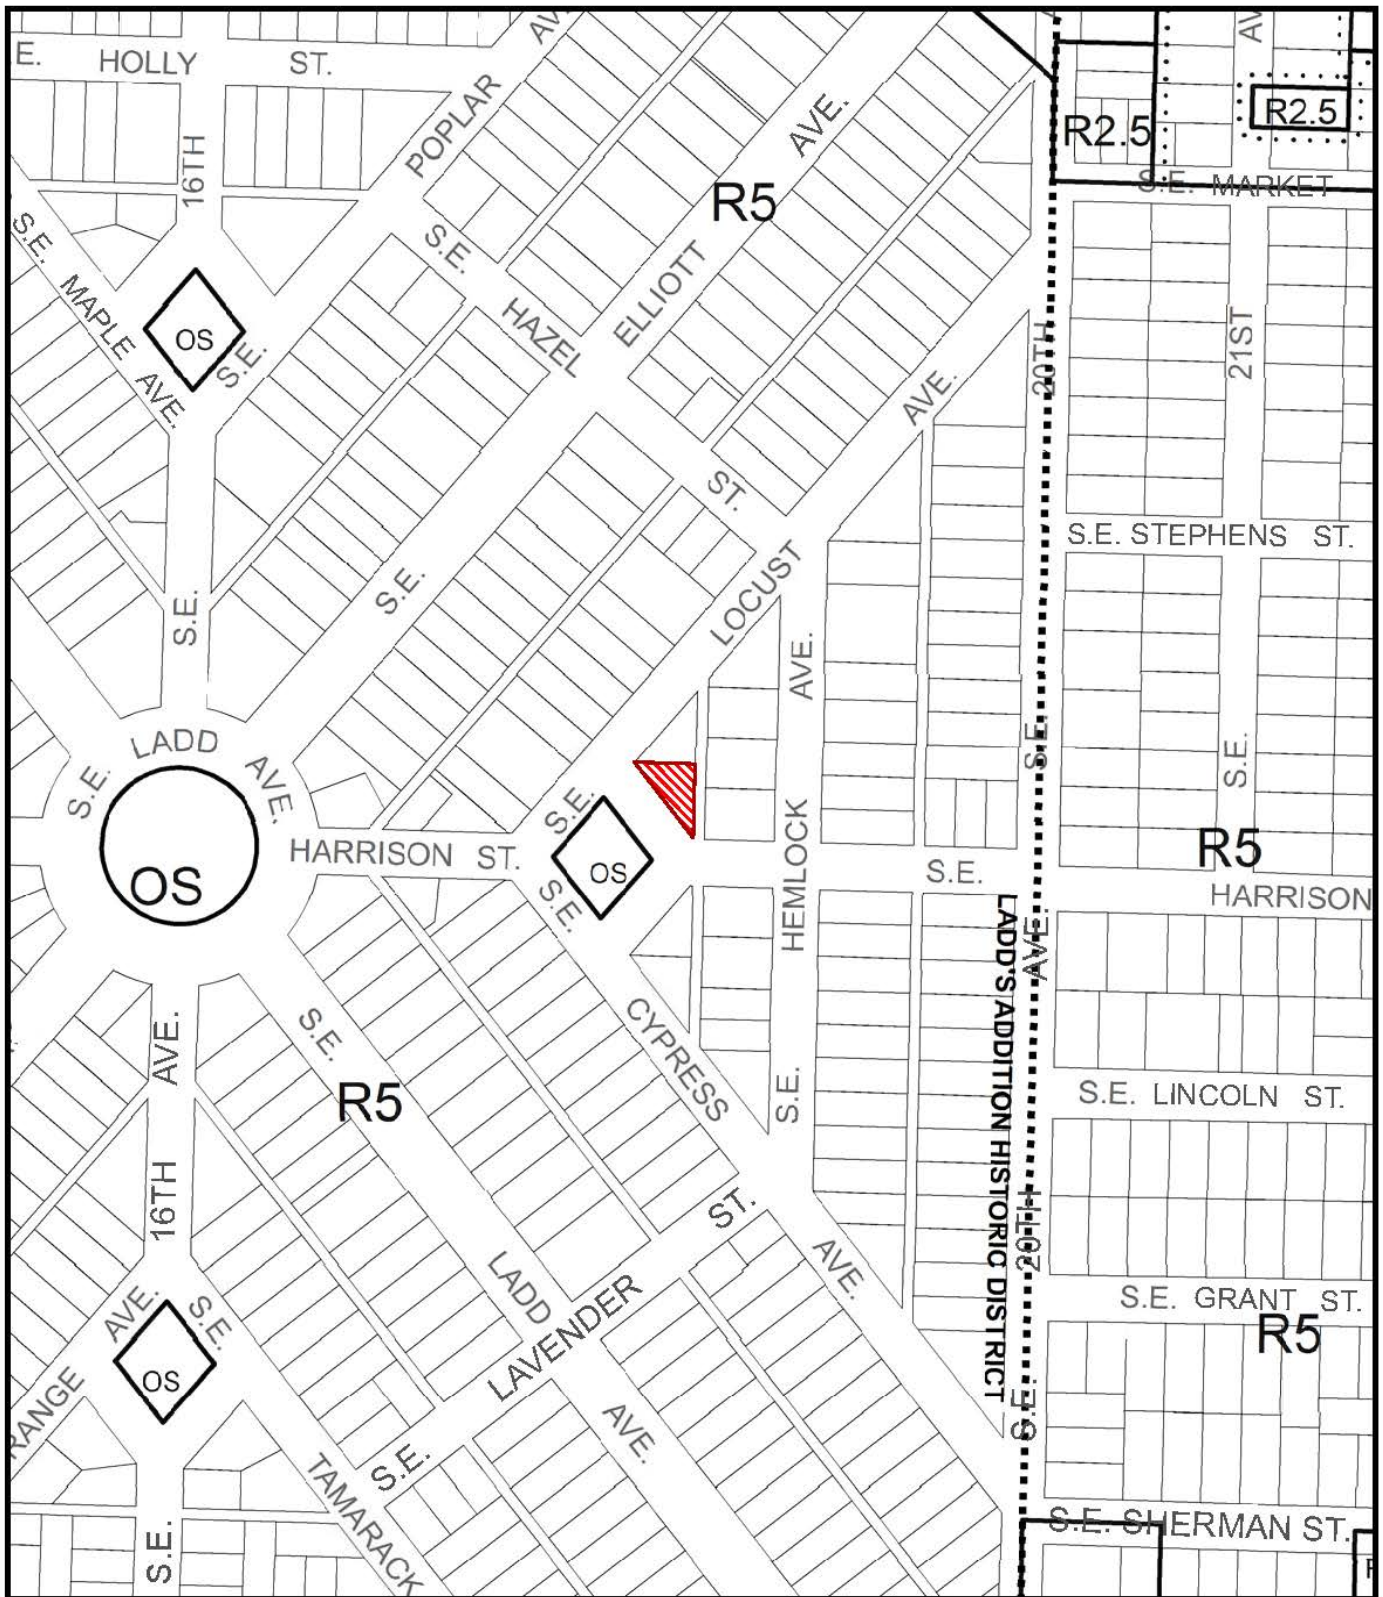 E. HOLLY ST.
AV
POPLAR
16TH
AVE.
AV
R2.5
R2.5
S.E. MARKET
R5
S.E.
MAPLE
AVE.
OS
S.E.
S.E.
HAZEL
ST.
ELLIOTT
S.E.
20TH
21ST
AVE.
LOCUST
S.E. STEPHENS ST.
S.E.
AVE.
S.E.
S.E.
LADD
AVE.
S.E.
OS
HARRISON ST.
S.E.
OS
S.E.
HEMLOCK
S.E.
R5
HARRISON
LADD'S ADDITION HISTORIC DISTRICT
AVE.
CYPRESS
S.E.
AVE.
S.E.
R5
S.E. LINCOLN ST.
16TH
ST.
20TH
AVE.
LADD
LAVENDER
S.E. GRANT ST.
R5
AVE.
S.E.
OS
RANGE
AVE.
S.E.
S.E.
TAMARACK
S.E.
S.E. SHERMAN ST.